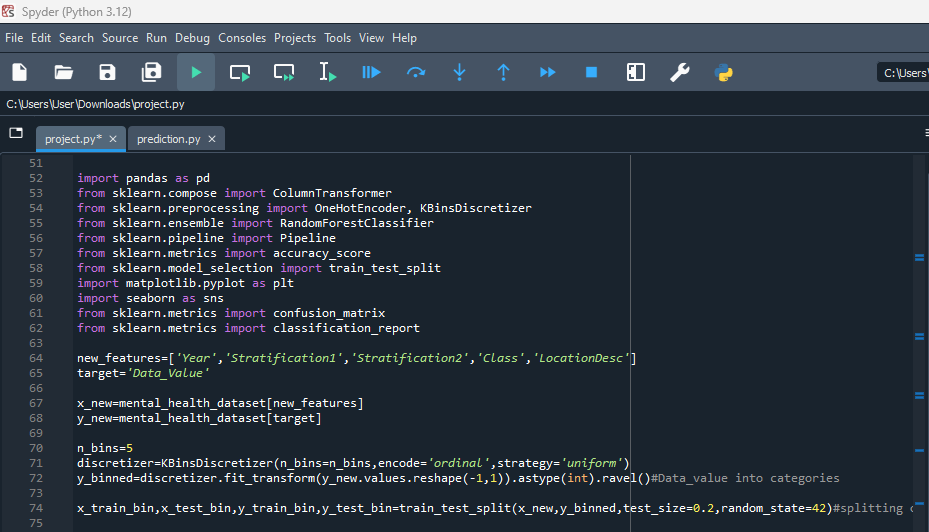 Spyder (Python 3.12)
File Edit Search Source Run Debug Consoles Projects Tools View Help
C:\Users\
C:\Users\User\Downloads\project.py
project.py* prediction.py
51
52 import pandas as pd
53 from sklearn.compose import ColumnTransformer
54 from sklearn.preprocessing import OneHotEncoder, KBinsDiscretizer
55 from sklearn.ensemble import RandomForestClassifier
56 from sklearn.pipeline import Pipeline
57 from sklearn.metrics import accuracy_score
58 from sklearn.model_selection import train_test_split
59 import matplotlib.pyplot as plt
60 import seaborn as sns
61 from sklearn.metrics import confusion_matrix
62 from sklearn.metrics import classification_report
63
64 new_features=['Year','Stratification1','Stratification2','Class','LocationDesc']
65 target='Data_Value'
66
67 x_new=mental_health_dataset[new_features]
68 y_new=mental_health_dataset[target]
69
70 n_bins=5
71 discretizer=KBinsDiscretizer(n_bins=n_bins,encode='ordinal',strategy='uniform')
72 y_binned=discretizer.fit_transform(y_new.values.reshape(-1,1)).astype(int).ravel()#Data_value into categories
73
74 x_train_bin,x_test_bin,y_train_bin,y_test_bin=train_test_split(x_new,y_binned,test_size=0.2,random_state=42)#splitting
75